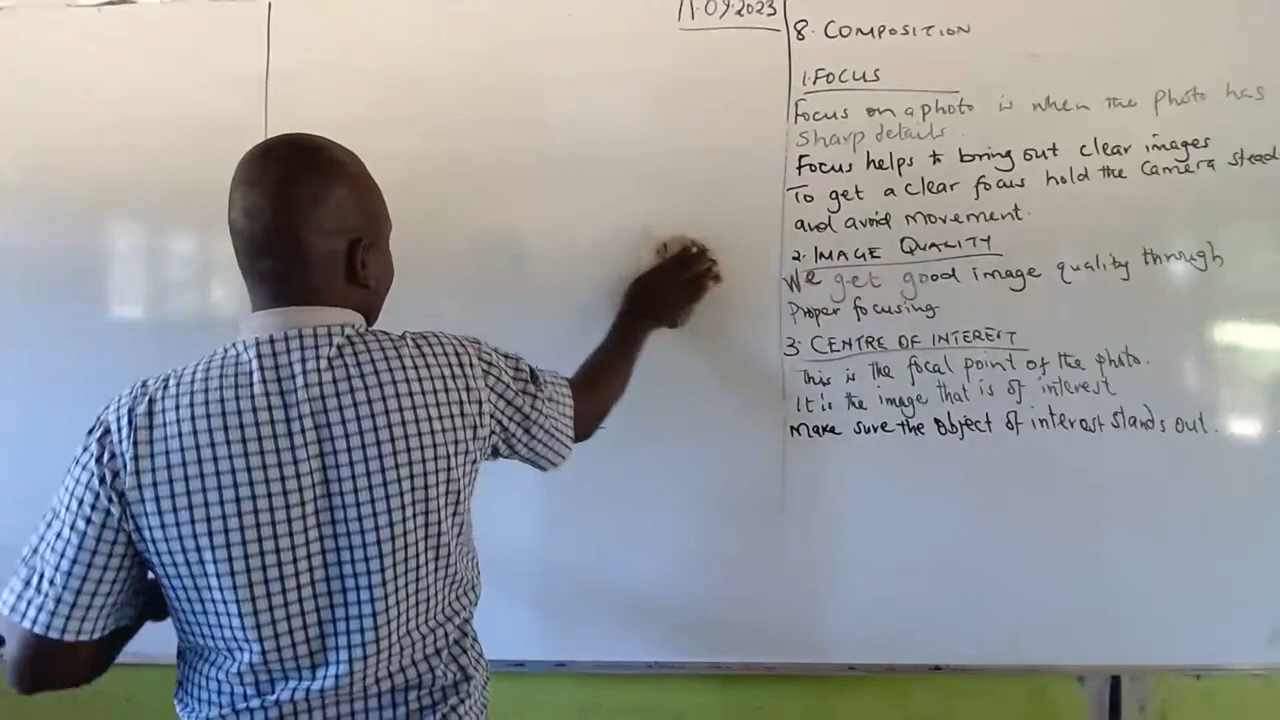 11.09.2023
8. COMPOSITION
1. FOCUS
Focus on a photo is when the photo has
sharp details.
Focus helps to bring out clear images
To get a clear focus hold the camera stead
and avoid movement.
2. IMAGE QUALITY
We get good image quality through
Proper focusing
3. CENTRE OF INTEREST
This is the focal point of the photo.
It is the image that is of interest
Make sure the object of interest stands out.